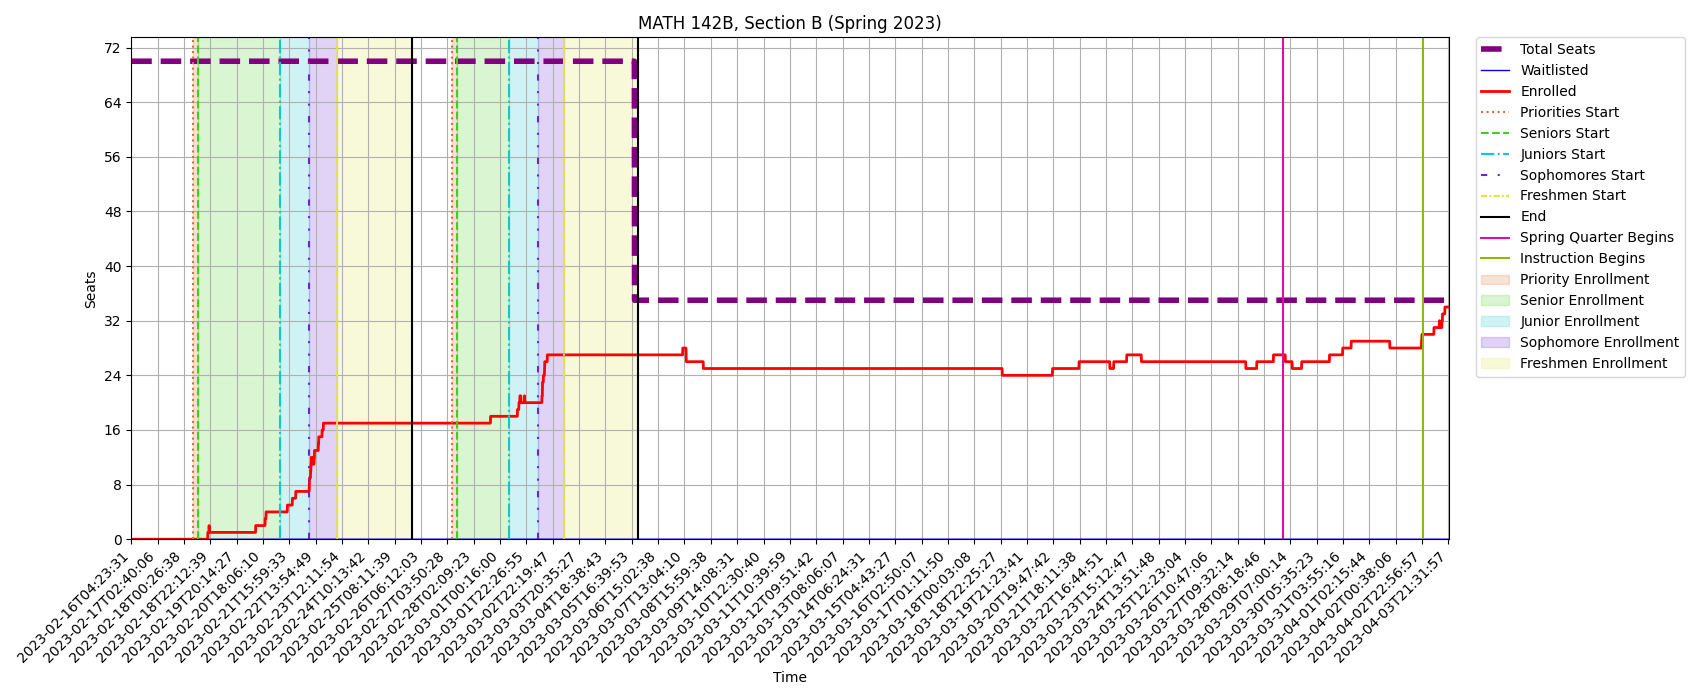 MATH 142B, Section B (Spring 2023)
Seats
72
64
56
48
40
32
24
16
8
0
2023-02-16T04:23:31
2023-02-17T02:40:06
2023-02-18T00:26:38
2023-02-18T22:12:39
2023-02-19T20:14:27
2023-02-20T18:06:10
2023-02-21T15:59:33
2023-02-22T13:54:49
2023-02-23T12:11:54
2023-02-24T10:13:42
2023-02-25T08:11:39
2023-02-26T06:12:03
2023-02-27T03:50:28
2023-02-28T02:09:23
2023-03-01T00:16:00
2023-03-01T22:26:55
2023-03-02T22:19:47
2023-03-03T20:35:27
2023-03-04T18:38:43
2023-03-05T16:39:53
2023-03-06T15:02:38
2023-03-07T13:04:10
2023-03-08T15:59:38
2023-03-09T14:08:31
2023-03-10T12:30:40
2023-03-11T10:39:59
2023-03-12T09:51:42
2023-03-13T08:06:07
2023-03-14T06:24:31
2023-03-15T04:43:27
2023-03-16T02:50:07
2023-03-17T01:11:50
2023-03-18T00:03:08
2023-03-18T22:25:27
2023-03-19T21:23:41
2023-03-20T19:47:42
2023-03-21T18:11:38
2023-03-22T16:44:51
2023-03-23T15:12:47
2023-03-24T13:51:48
2023-03-25T12:23:04
2023-03-26T10:47:06
2023-03-27T09:32:14
2023-03-28T08:18:46
2023-03-29T07:00:14
2023-03-30T05:35:23
2023-03-31T03:55:16
2023-04-01T02:15:44
2023-04-02T00:38:06
2023-04-02T22:56:57
2023-04-03T21:31:57
Time
Total Seats
Waitlisted
Enrolled
Priorities Start
Seniors Start
Juniors Start
Sophomores Start
Freshmen Start
End
Spring Quarter Begins
Instruction Begins
Priority Enrollment
Senior Enrollment
Junior Enrollment
Sophomore Enrollment
Freshmen Enrollment